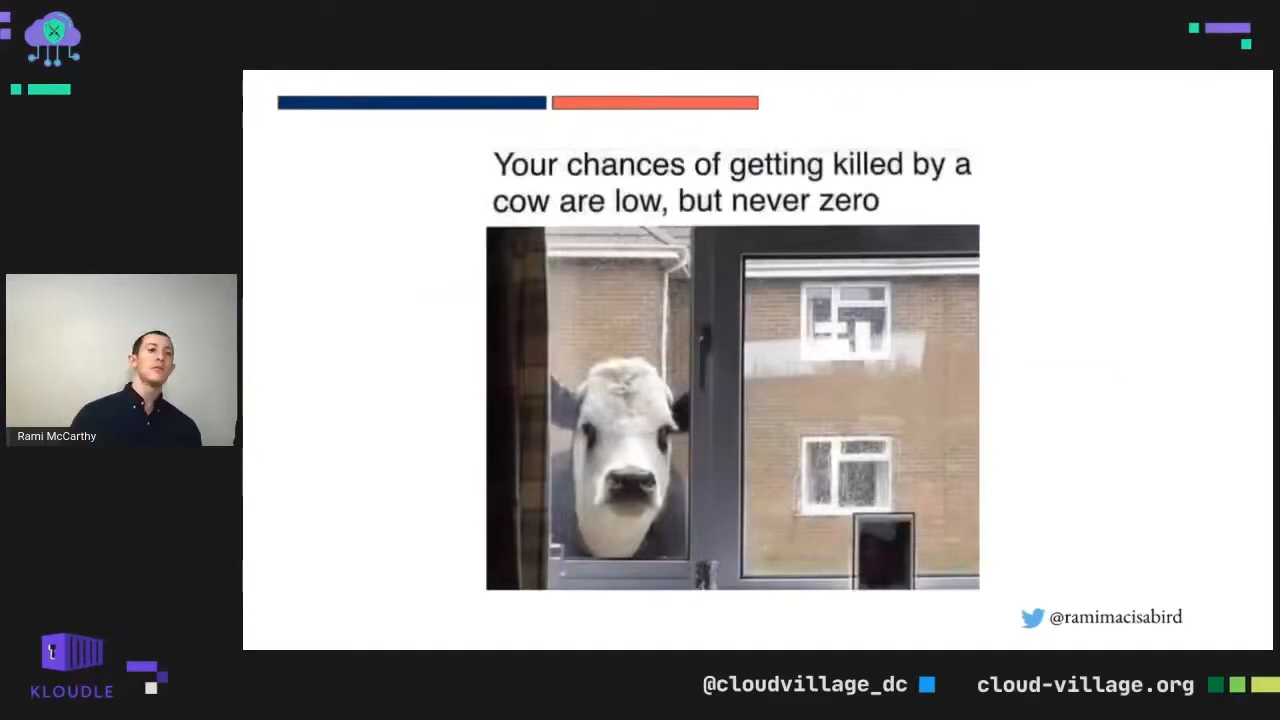 Your chances of getting killed by a
cow are low, but never zero
Rami McCarthy
@ramimacisabird
KLOUDLE
@cloudvillage_dc
cloud-village.org